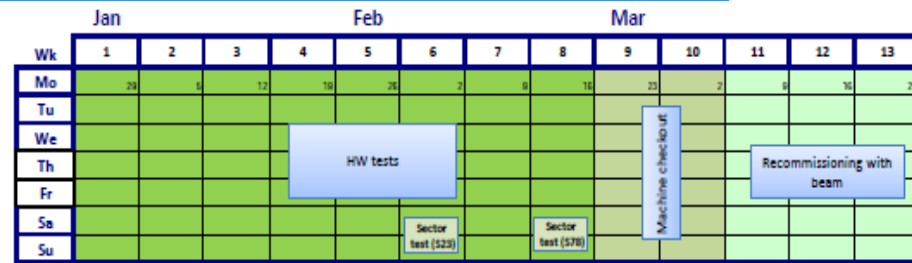 Jan Feb Mar
Wk 1 2 3 4 5 6 7 8 9 10 11 12 13
Mo 29 5 12 19 26 2 9 16 23 2 9 16
Tu
We
Th
Fr
Sa
Su
HW tests
Sector
test (S23)
Sector
test (S78)
Machine checkout
Recommissioning with
beam